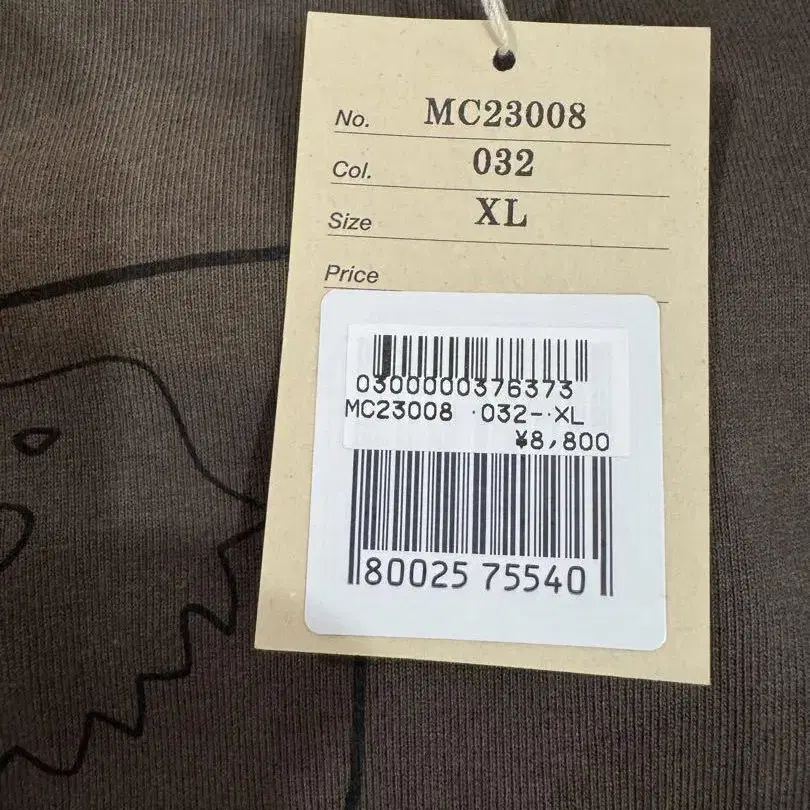 No. MC23008
Col. 032
Size XL
Price
0300000376373
MC23008 032-XL
¥8,800
80025 75540